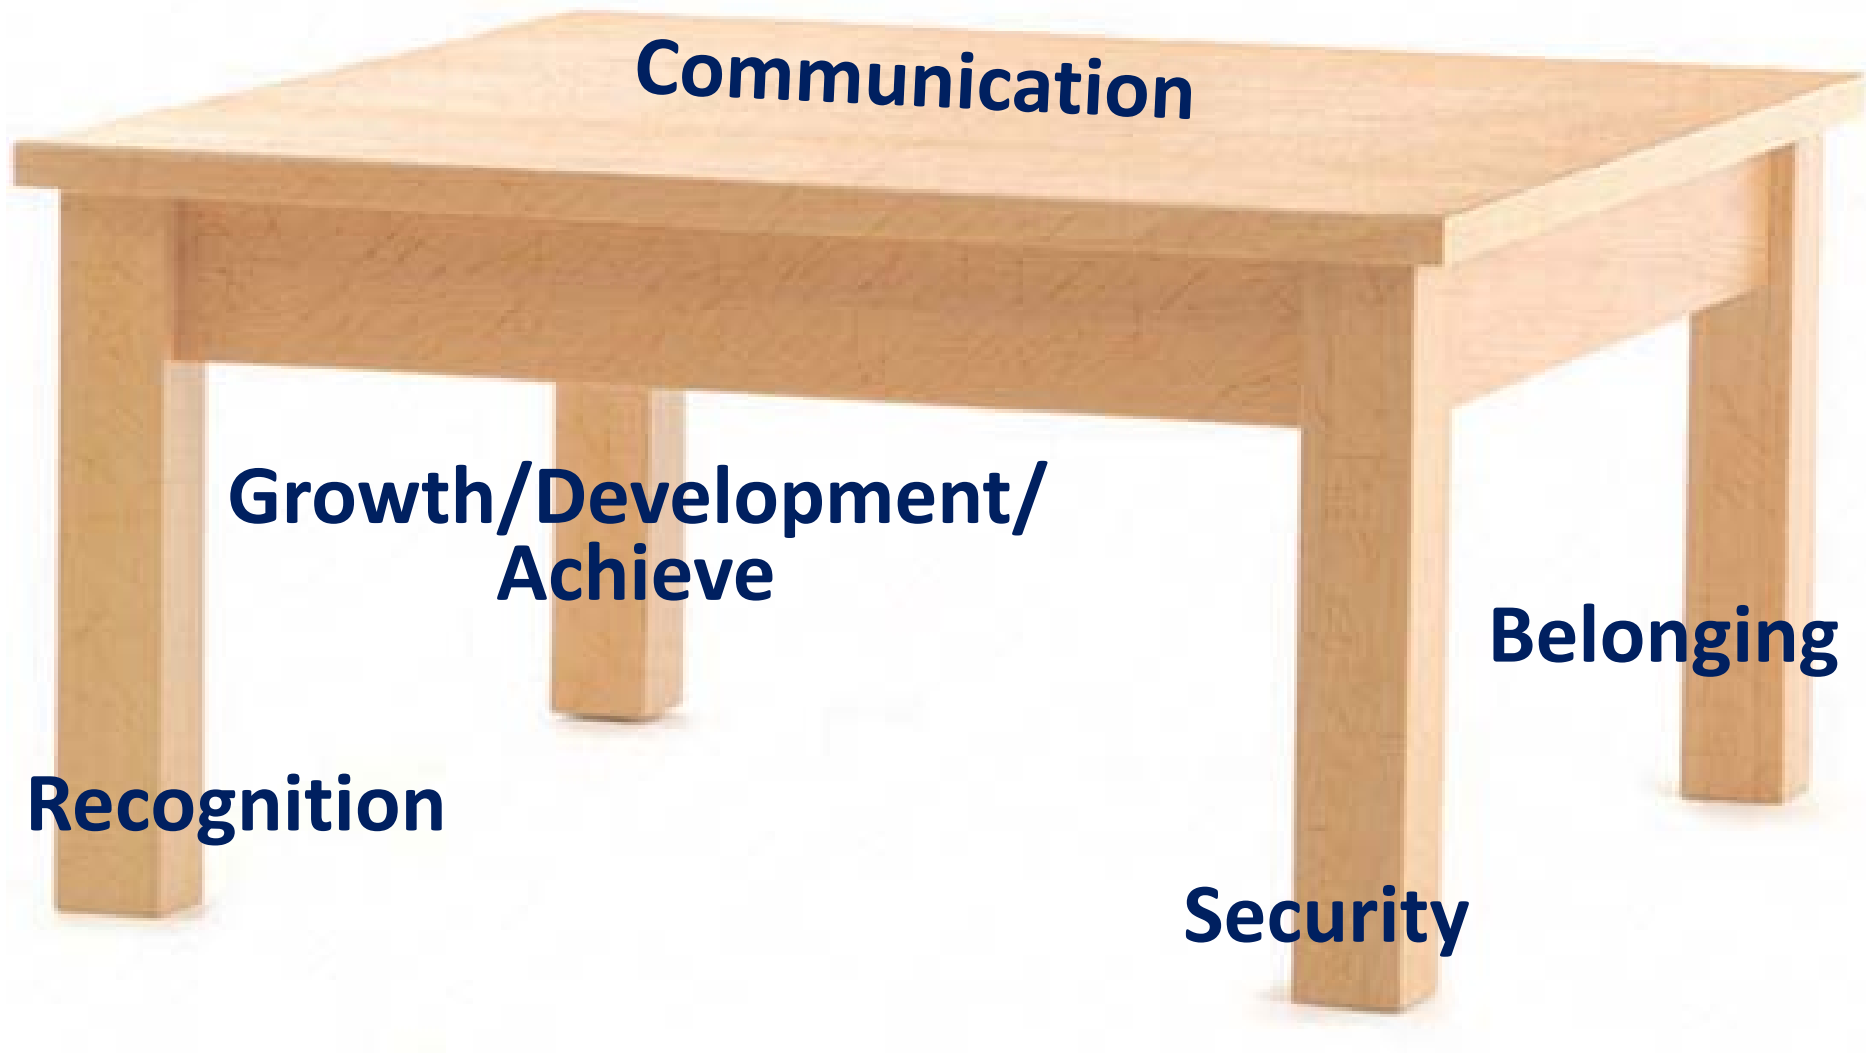 Communication
Growth/Development/
Achieve
Belonging
Recognition
Security